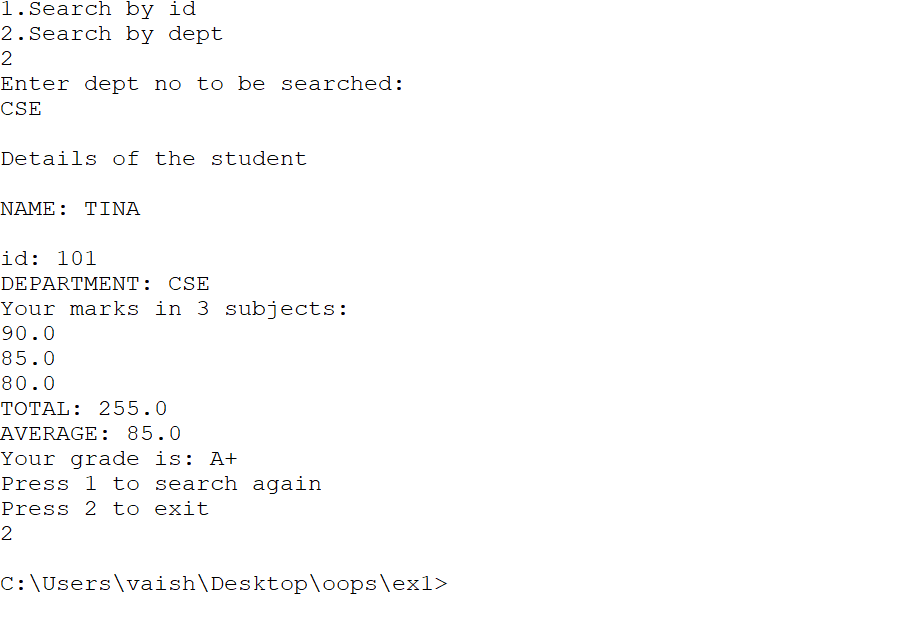 1.Search by id
2.Search by dept
2
Enter dept no to be searched:
CSE
Details of the student
NAME: TINA
id: 101
DEPARTMENT: CSE
Your marks in 3 subjects:
90.0
85.0
80.0
TOTAL: 255.0
AVERAGE: 85.0
Your grade is: A+
Press 1 to search again
Press 2 to exit
2
C:\Users\vaish\Desktop\oops\ex1>